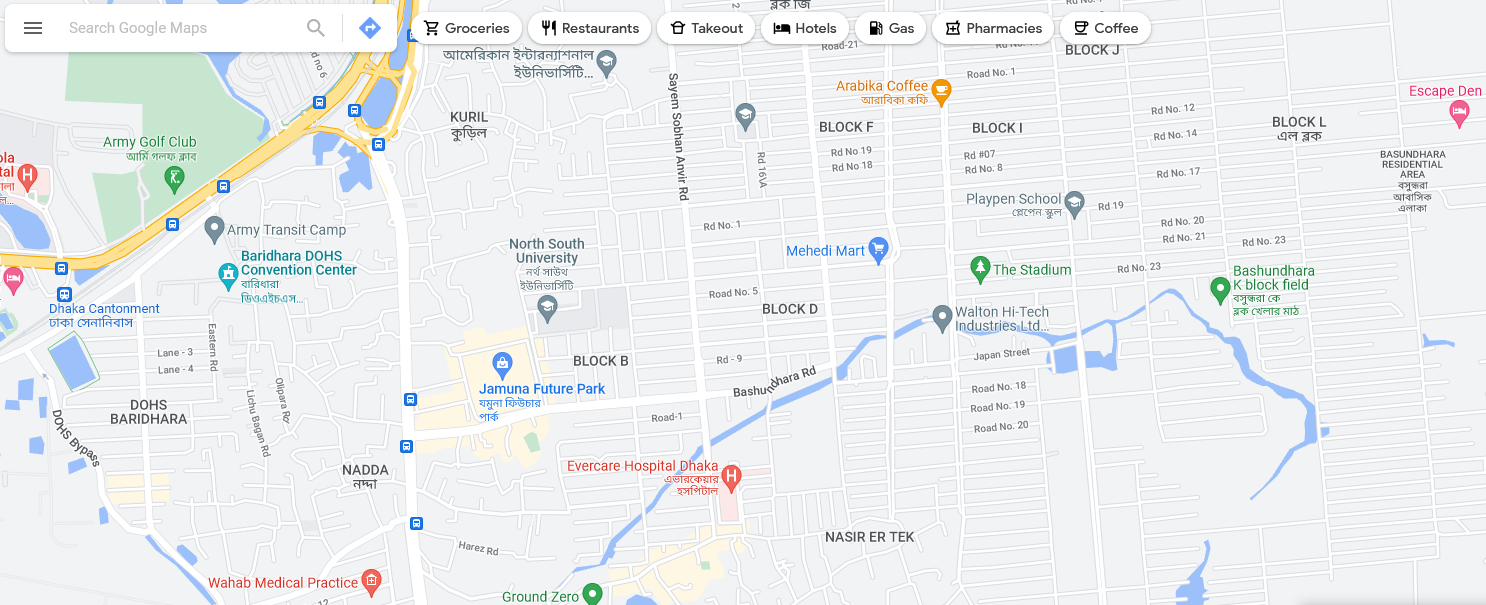 Search Google Maps
Groceries
Restaurants
Takeout
Hotels
Gas
Pharmacies
Coffee
ব্লক জি
Road-21
BLOCK J
আমেরিকান ইন্টারন্যাশনাল
ইউনিভার্সিটি...
Road No. 1
Arabika Coffee
আরাবিকা কফি
Escape Den
Sayem Sobhan Anvir Rd
KURIL
কুড়িল
BLOCK F
BLOCK I
Rd No. 12
Rd No. 14
BLOCK L
এল ব্লক
Army Golf Club
আর্মি গলফ ক্লাব
Rd No 19
Rd No 18
Rd 16\A
Rd #07
Rd No. 8
Rd No. 17
BASUNDHARA
RESIDENTIAL
AREA
বসুন্ধরা
আবাসিক
এলাকা
Playpen School
প্লেপেন স্কুল
Rd 19
Rd No. 20
Rd No. 21
Rd No. 23
Rd No. 1
Army Transit Camp
North South
University
নর্থ সাউথ
ইউনিভার্সিটি
Mehedi Mart
Baridhara DOHS
Convention Center
বারিধারা
ডিওএইচএস...
The Stadium
Rd No. 23
Bashundhara
K block field
বসুন্ধরা কে
ব্লক খেলার মাঠ
Dhaka Cantonment
ঢাকা সেনানিবাস
Road No. 5
BLOCK D
Walton Hi-Tech
Industries Ltd...
Eastern Rd
Lane - 3
Lane - 4
BLOCK B
Rd - 9
Japan Street
Jamuna Future Park
যমুনা ফিউচার
পার্ক
Bashundhara Rd
Road No. 18
Road No. 19
Road No. 20
Road-1
Olipara Rd
Lichu Bagan Rd
DOHS
BARIDHARA
DOHS Bypass
NADDA
নদ্দা
Evercare Hospital Dhaka
এভারকেয়ার
হসপিটাল
NASIR ER TEK
Harez Rd
Wahab Medical Practice
Ground Zero